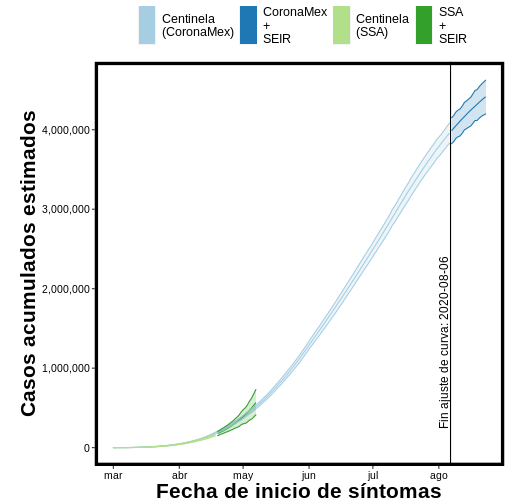 Centinela
(CoronaMex)
CoronaMex
+
SEIR
Centinela
(SSA)
SSA
+
SEIR
Casos acumulados estimados
4,000,000
3,000,000
2,000,000
1,000,000
0
Fin ajuste de curva: 2020-08-06
mar
abr
may
jun
jul
ago
Fecha de inicio de síntomas